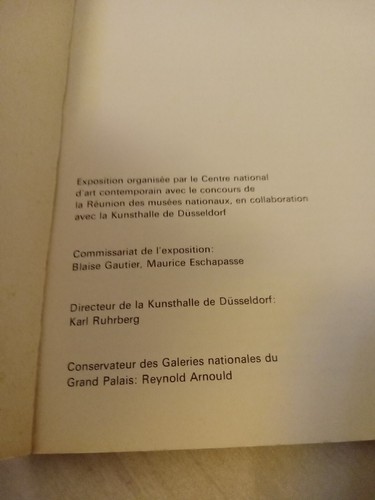 Exposition organisée par le Centre national
d'art contemporain avec le concours de
la Réunion des musées nationaux, en collaboration
avec la Kunsthalle de Düsseldorf
Commissariat de l'exposition:
Blaise Gautier, Maurice Eschapasse
Directeur de la Kunsthalle de Düsseldorf:
Karl Ruhrberg
Conservateur des Galeries nationales du
Grand Palais: Reynold Arnould